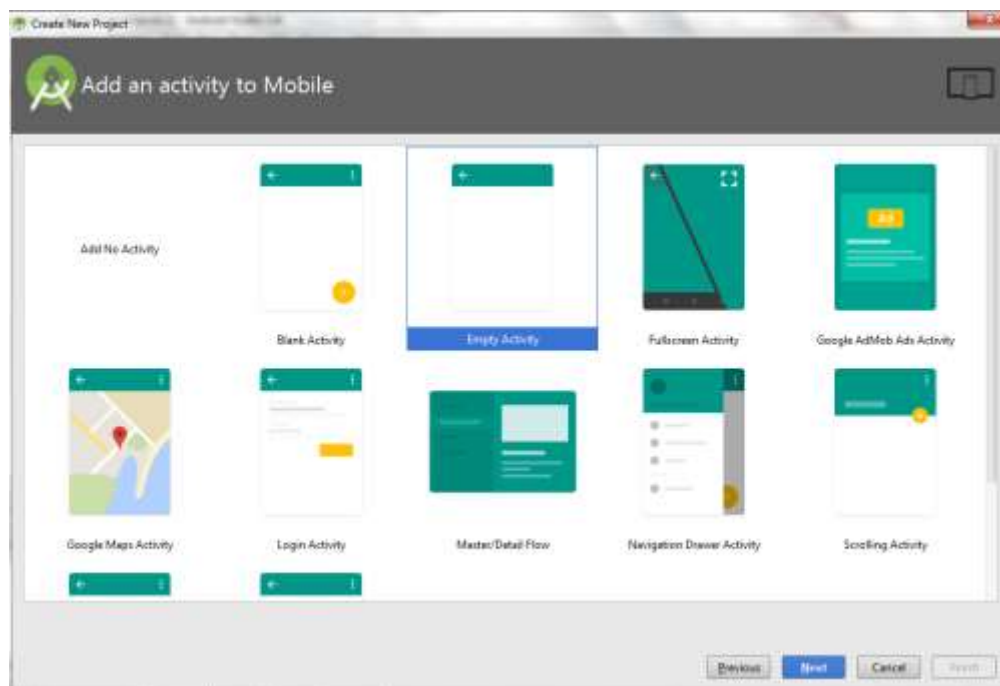 Create New Project
Add an activity to Mobile
Add No Activity
Blank Activity
Empty Activity
Fullscreen Activity
Ad
Google AdMob Ads Activity
Google Maps Activity
Login Activity
Master/Detail Flow
Navigation Drawer Activity
Scrolling Activity
Previous
Next
Cancel
Finish